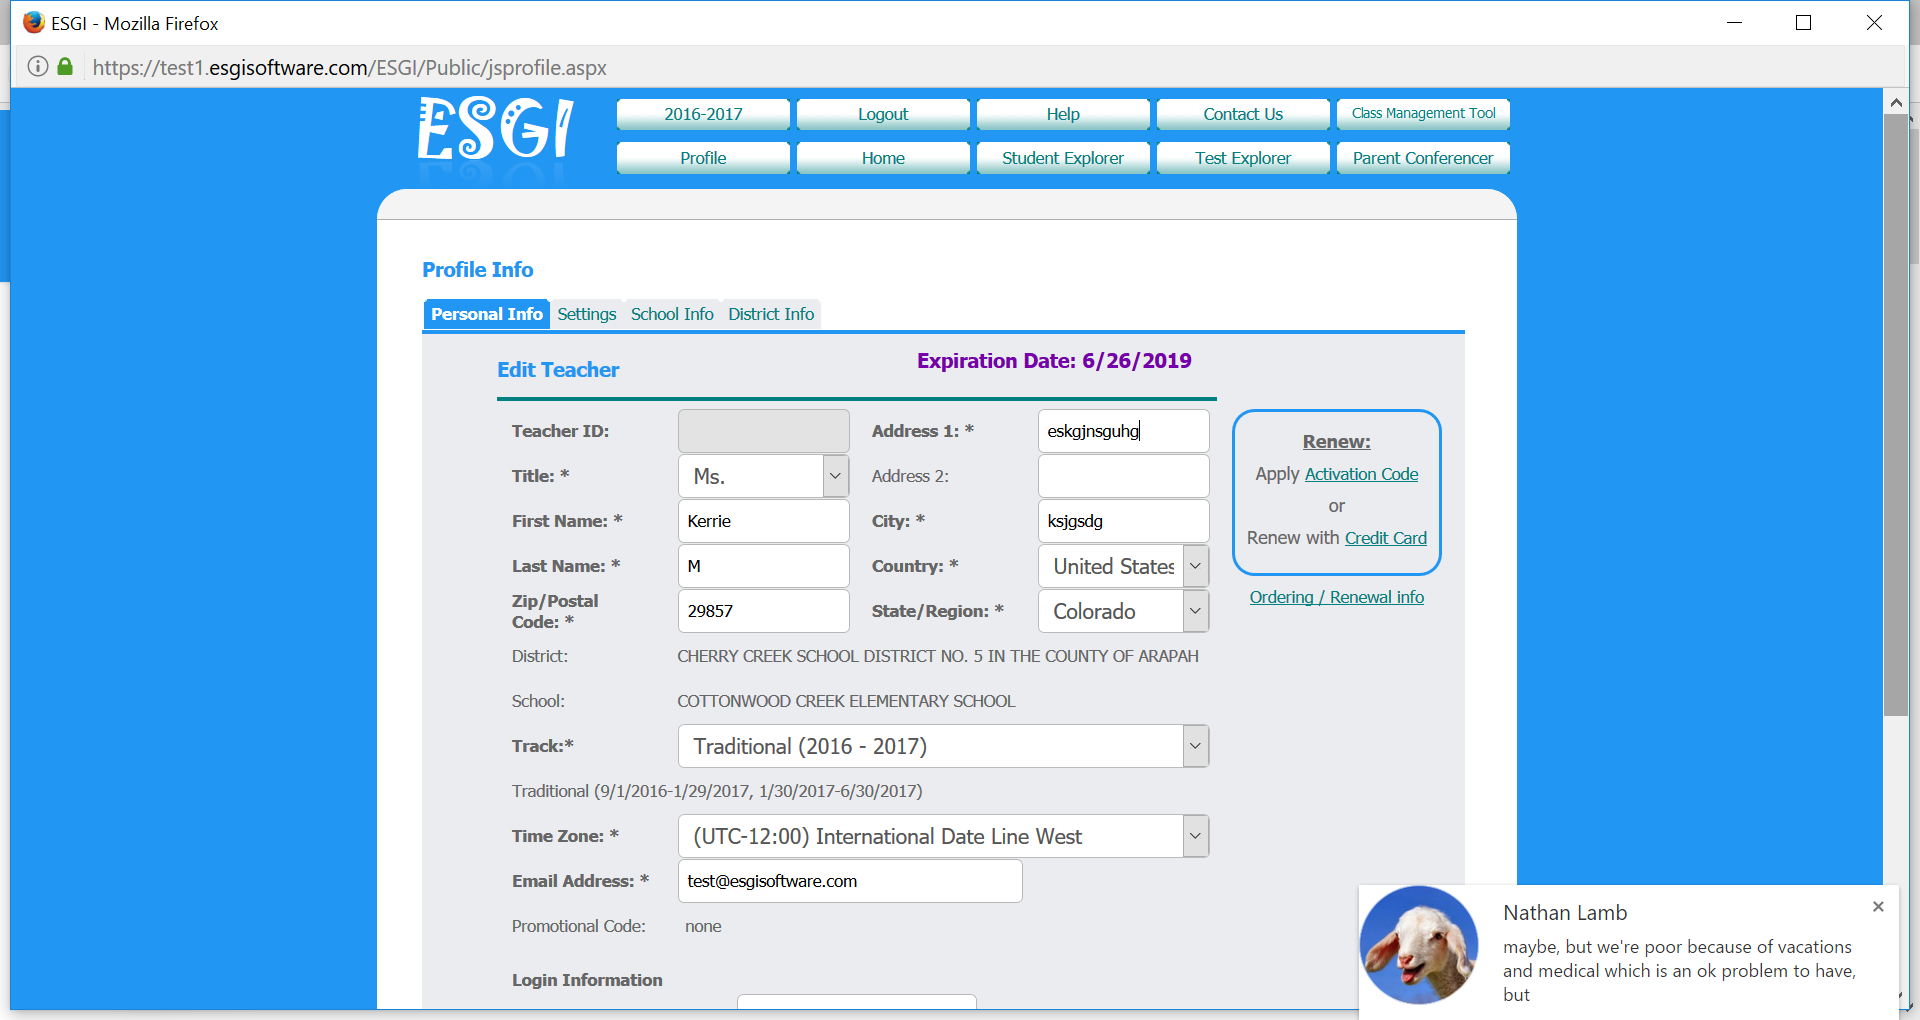 ESGI - Mozilla Firefox
https://test1.esgisoftware.com/ESGI/Public/jsprofile.aspx
ESGI
2016-2017 Logout Help Contact Us Class Management Tool
Profile Home Student Explorer Test Explorer Parent Conferencer
Profile Info
Personal Info Settings School Info District Info
Edit Teacher
Expiration Date: 6/26/2019
Teacher ID: Address 1: * eskgjnsguhg
Title: * Ms. Address 2:
First Name: * Kerrie City: * ksjgsdg
Last Name: * M Country: * United States
Zip/Postal
Code: * 29857 State/Region: * Colorado
Renew:
Apply Activation Code
or
Renew with Credit Card
Ordering / Renewal info
District: CHERRY CREEK SCHOOL DISTRICT NO. 5 IN THE COUNTY OF ARAPAH
School: COTTONWOOD CREEK ELEMENTARY SCHOOL
Track:* Traditional (2016 - 2017)
Traditional (9/1/2016-1/29/2017, 1/30/2017-6/30/2017)
Time Zone: * (UTC-12:00) International Date Line West
Email Address: * test@esgisoftware.com
Promotional Code: none
Login Information
Nathan Lamb
maybe, but we're poor because of vacations
and medical which is an ok problem to have,
but